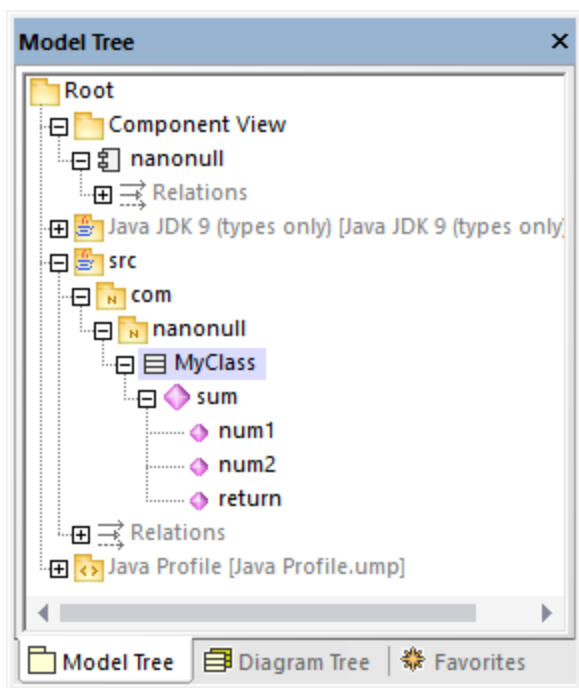 Model Tree
Root
Component View
nanonull
Relations
Java JDK 9 (types only) [Java JDK 9 (types only)
src
com
nanonull
MyClass
sum
num1
num2
return
Relations
Java Profile [Java Profile.ump]
Model Tree Diagram Tree Favorites